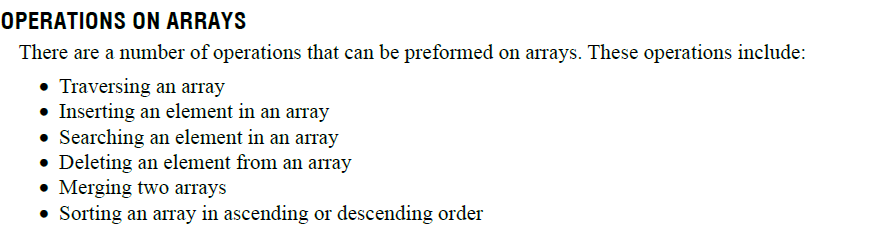 OPERATIONS ON ARRAYS
There are a number of operations that can be preformed on arrays. These operations include:
• Traversing an array
• Inserting an element in an array
• Searching an element in an array
• Deleting an element from an array
• Merging two arrays
• Sorting an array in ascending or descending order